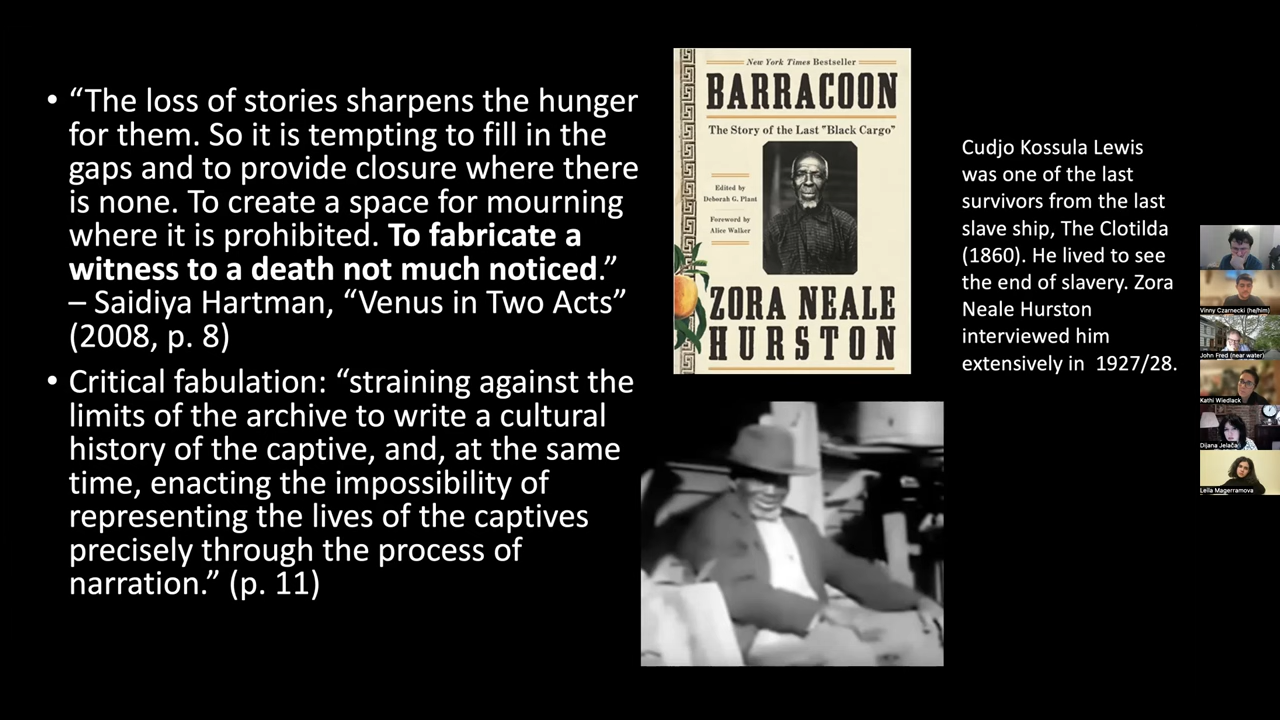 • “The loss of stories sharpens the hunger
for them. So it is tempting to fill in the
gaps and to provide closure where there
is none. To create a space for mourning
where it is prohibited. To fabricate a
witness to a death not much noticed.”
– Saidiya Hartman, “Venus in Two Acts”
(2008, p. 8)
• Critical fabulation: “straining against the
limits of the archive to write a cultural
history of the captive, and, at the same
time, enacting the impossibility of
representing the lives of the captives
precisely through the process of
narration.” (p. 11)
New York Times Bestseller
BARRACOON
The Story of the Last "Black Cargo"
Edited by
Deborah G. Plant
Foreword by
Alice Walker
ZORA NEALE
HURSTON
Cudjo Kossula Lewis
was one of the last
survivors from the last
slave ship, The Clotilda
(1860). He lived to see
the end of slavery. Zora
Neale Hurston
interviewed him
extensively in 1927/28.
Vinny Czarnecki (he/him)
John Fred (near water)
Kathi Wiedlack
Dijana Jelača
Leila Magerramova